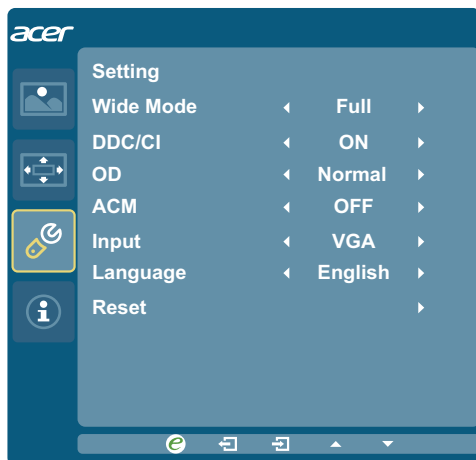 acer
Setting
Wide Mode Full
DDC/CI ON
OD Normal
ACM OFF
Input VGA
Language English
Reset
e